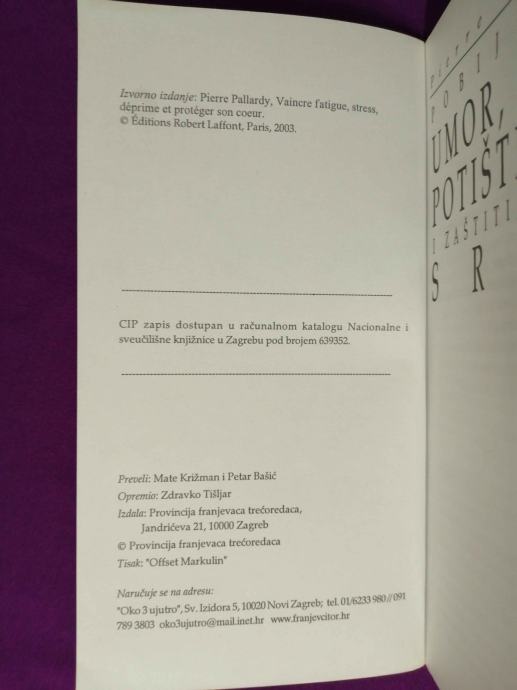 Izvorno izdanje: Pierre Pallardy, Vaincre fatigue, stress,
déprime et protéger son coeur.
© Éditions Robert Laffont, Paris, 2003.
CIP zapis dostupan u računalnom katalogu Nacionalne i
sveučilišne knjižnice u Zagrebu pod brojem 639352.
Preveli: Mate Križman i Petar Bašić
Opremio: Zdravko Tišljar
Izdala: Provincija franjevaca trećoredaca,
Jandrićeva 21, 10000 Zagreb
© Provincija franjevaca trećoredaca
Tisak: "Offset Markulin"
Naručuje se na adresu:
"Oko 3 ujutro", Sv. Izidora 5, 10020 Novi Zagreb; tel. 01/6233 980 // 091
789 3803 oko3ujutro@mail.inet.hr www.franjevcitor.hr
pierre
POBIJ
UMOR,
POTIŠT
I ZAŠTITI
S R